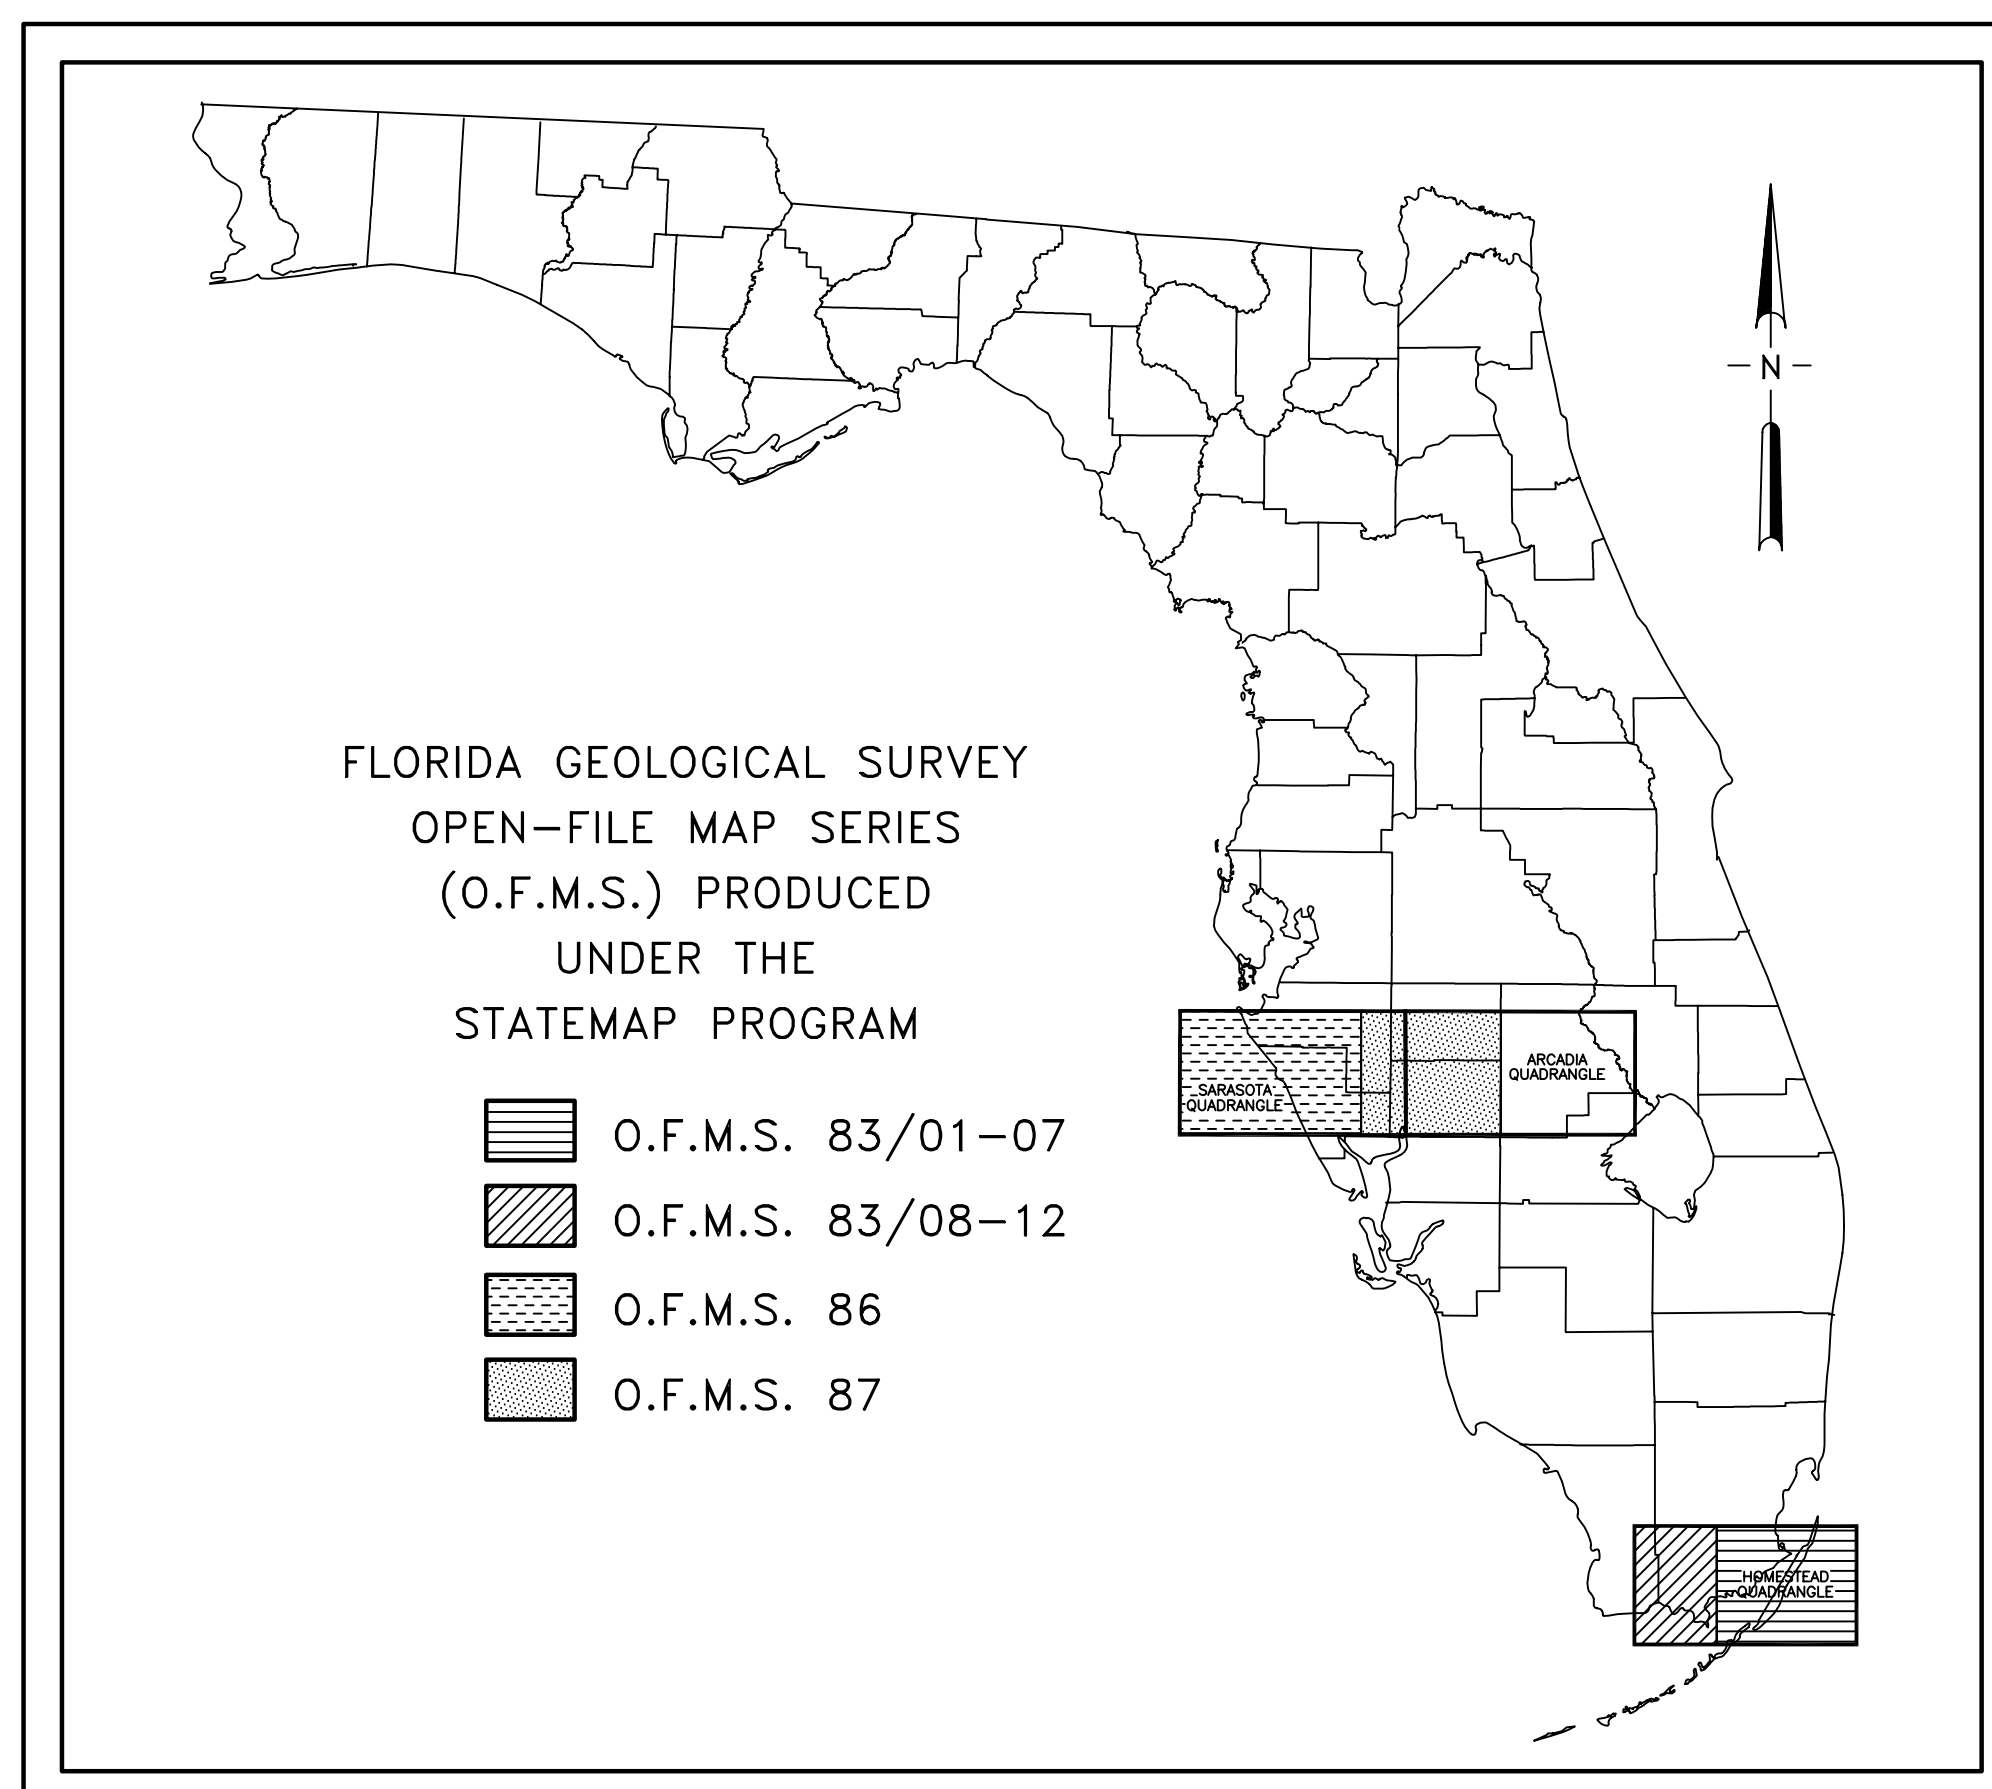 FLORIDA GEOLOGICAL SURVEY
OPEN-FILE MAP SERIES
(O.F.M.S.) PRODUCED
UNDER THE
STATEMAP PROGRAM
O.F.M.S. 83/01-07
O.F.M.S. 83/08-12
O.F.M.S. 86
O.F.M.S. 87
N
SARASOTA
QUADRANGLE
ARCADIA
QUADRANGLE
HOMESTEAD
QUADRANGLE